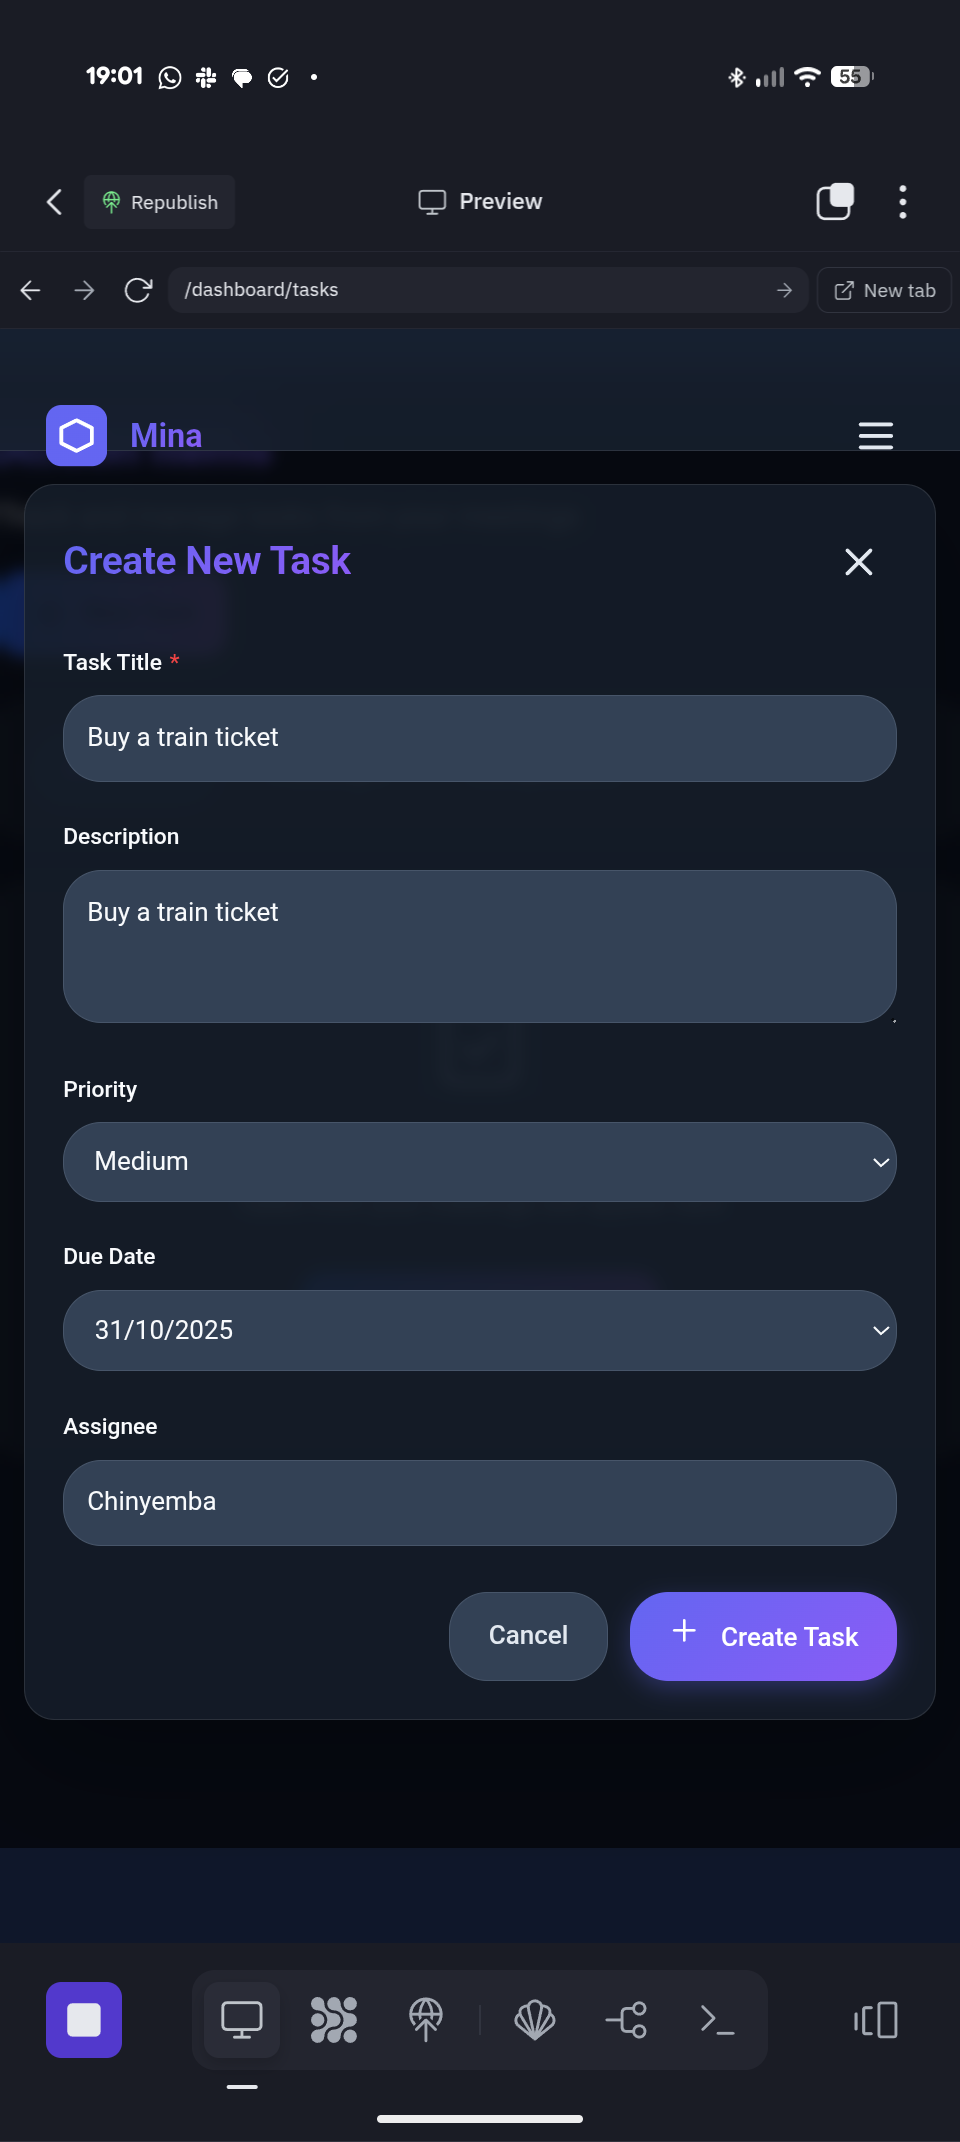 19:01
55
Republish
Preview
/dashboard/tasks
New tab
Mina
Create New Task
Task Title *
Buy a train ticket
Description
Buy a train ticket
Priority
Medium
Due Date
31/10/2025
Assignee
Chinyemba
Cancel
Create Task